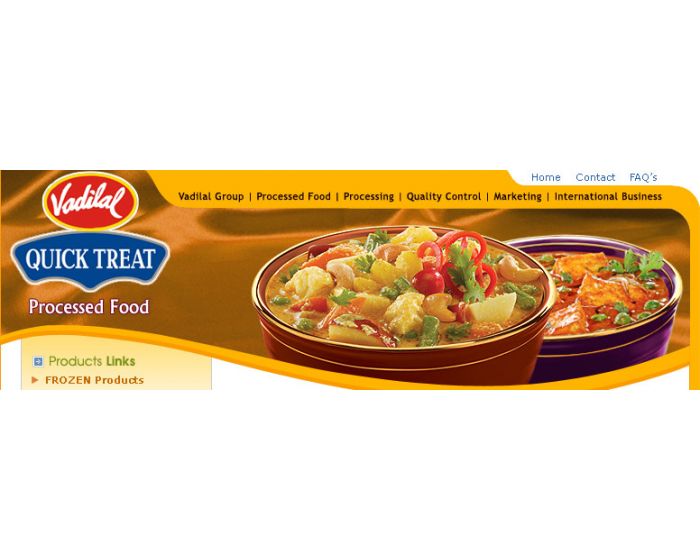 Home Contact FAQ's
Vadilal
Vadilal Group | Processed Food | Processing | Quality Control | Marketing | International Business
QUICK TREAT
Processed Food
Products Links
FROZEN Products